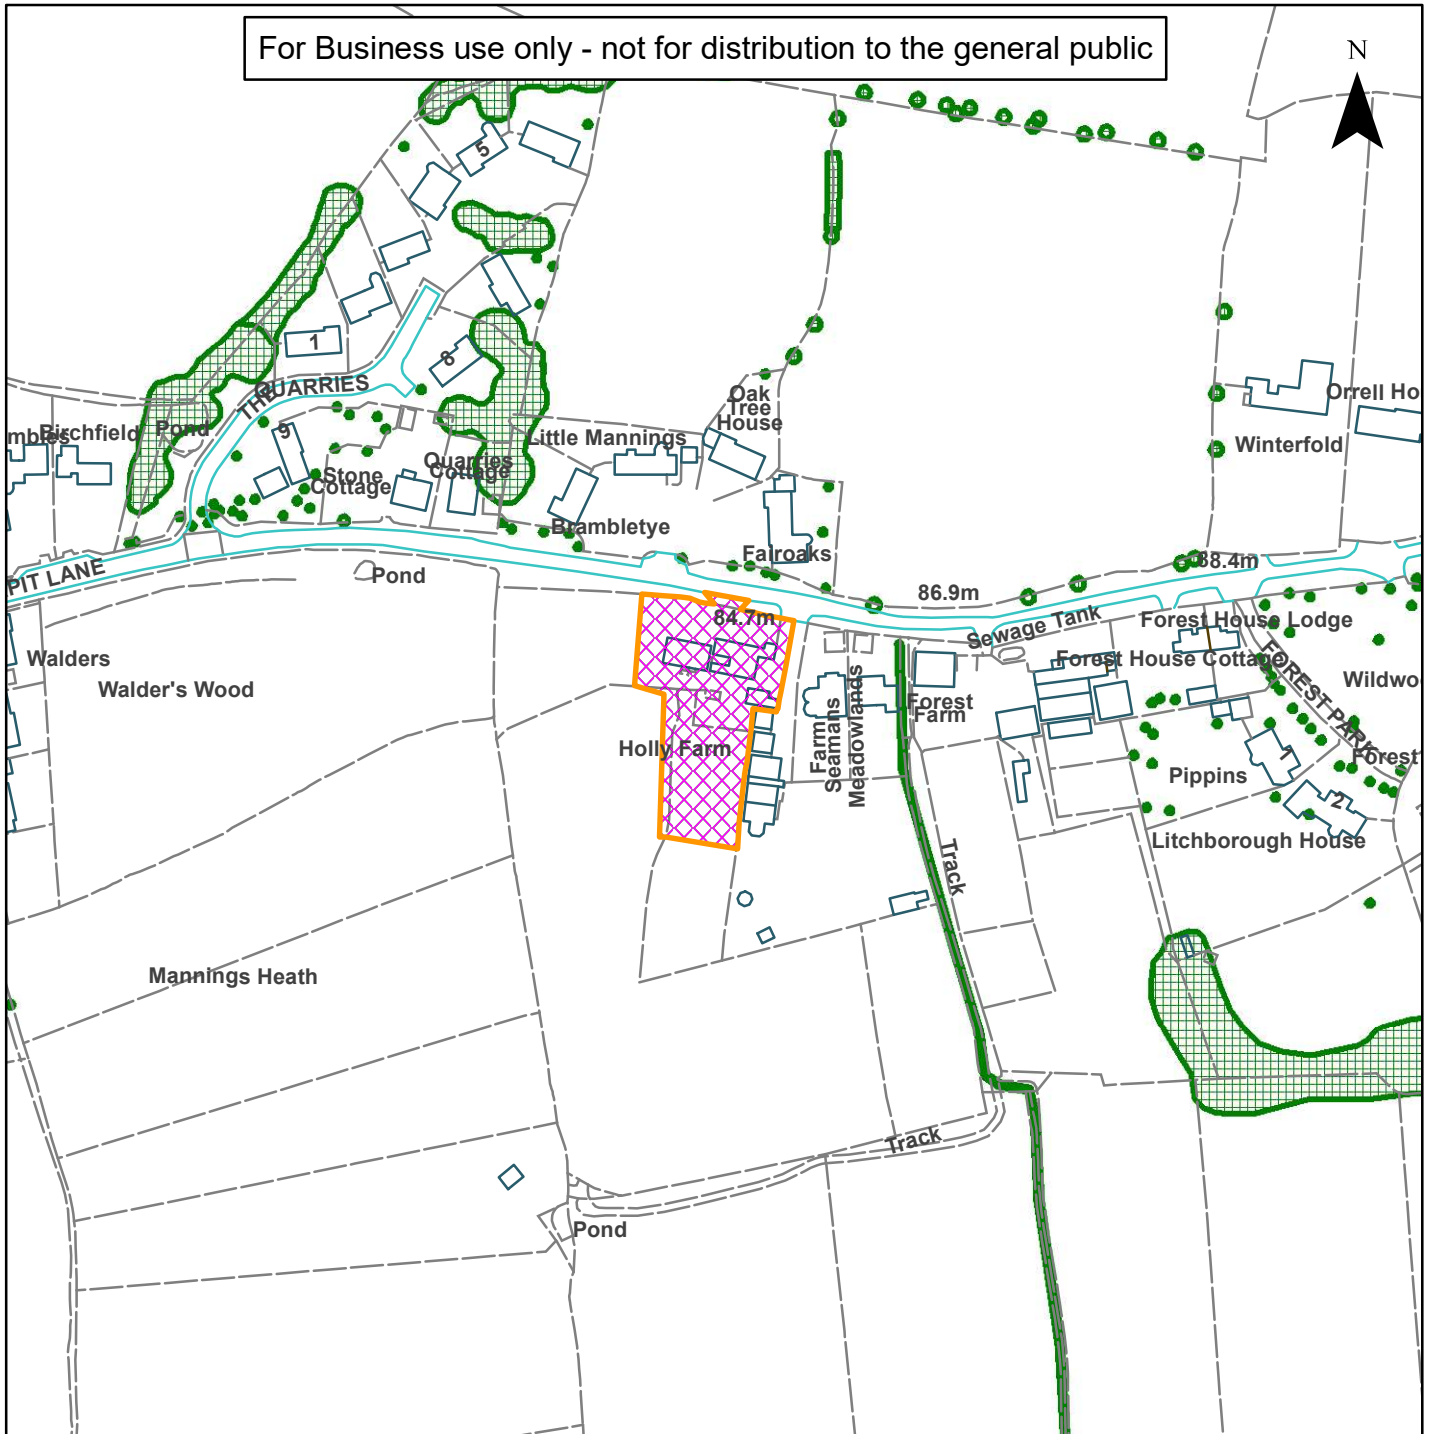 For Business use only - not for distribution to the general public
N
5
1
8
THE QUARRIES
Oak
Tree
House
Orrell Ho
mbles
Birchfield
Pond
9
Little Mannings
Winterfold
Quarries
Cottage
Stone
Cottage
Brambletye
Fairoaks
PIT LANE
Pond
88.4m
86.9m
84.7m
Sewage Tank
Forest House Lodge
Walders
Forest House Cottage
FOREST PARK
Walder's Wood
Wildwo
Farm
Seamans
Meadowlands
Forest
Farm
Holly Farm
1
Forest
Pippins
2
Litchborough House
Track
Mannings Heath
Track
Pond